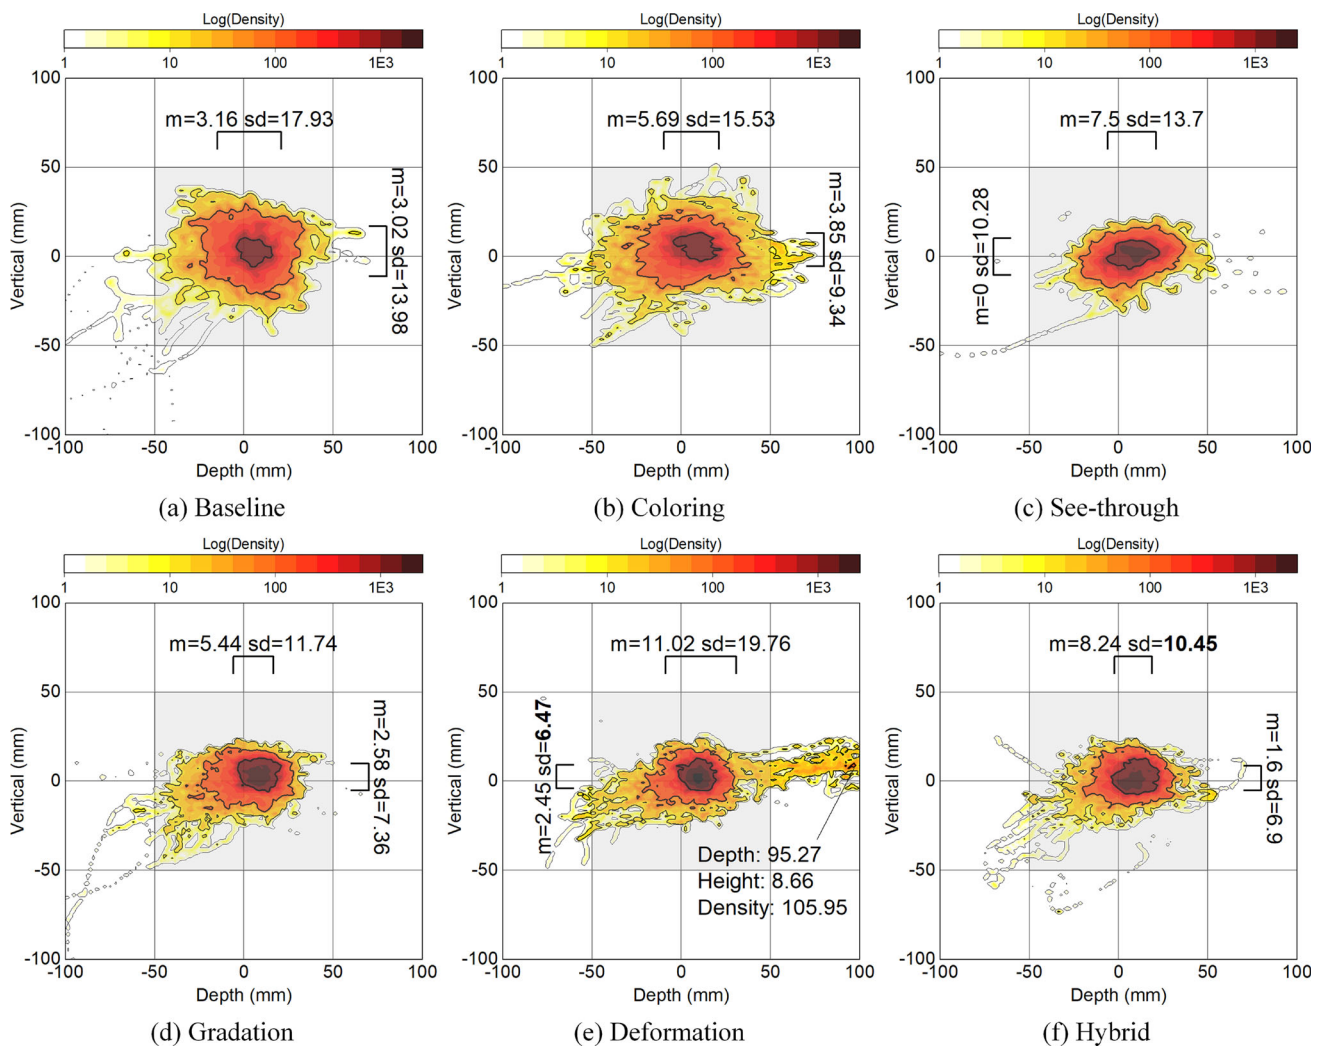 Log(Density)
1 10 100 1E3
100
50
0
-50
-100
Vertical (mm)
m=3.16 sd=17.93
m=3.02 sd=13.98
-100 -50 0 50 100
Depth (mm)
(a) Baseline
Log(Density)
1 10 100 1E3
100
50
0
-50
-100
Vertical (mm)
m=5.69 sd=15.53
m=3.85 sd=9.34
-100 -50 0 50 100
Depth (mm)
(b) Coloring
Log(Density)
1 10 100 1E3
100
50
0
-50
-100
Vertical (mm)
m=7.5 sd=13.7
m=0 sd=10.28
-100 -50 0 50 100
Depth (mm)
(c) See-through
Log(Density)
1 10 100 1E3
100
50
0
-50
-100
Vertical (mm)
m=5.44 sd=11.74
m=2.58 sd=7.36
-100 -50 0 50 100
Depth (mm)
(d) Gradation
Log(Density)
1 10 100 1E3
100
50
0
-50
-100
Vertical (mm)
m=11.02 sd=19.76
m=2.45 sd=6.47
Depth: 95.27
Height: 8.66
Density: 105.95
-100 -50 0 50 100
Depth (mm)
(e) Deformation
Log(Density)
1 10 100 1E3
100
50
0
-50
-100
Vertical (mm)
m=8.24 sd=10.45
m=1.6 sd=6.9
-100 -50 0 50 100
Depth (mm)
(f) Hybrid